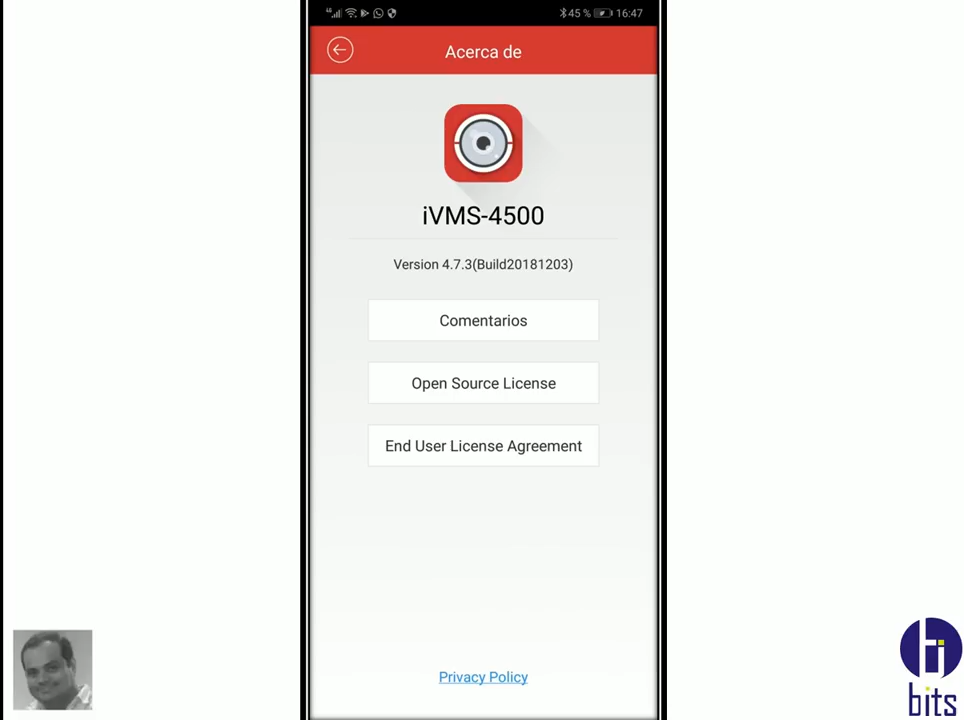 45 % 16:47
Acerca de
iVMS-4500
Version 4.7.3(Build20181203)
Comentarios
Open Source License
End User License Agreement
Privacy Policy
bits